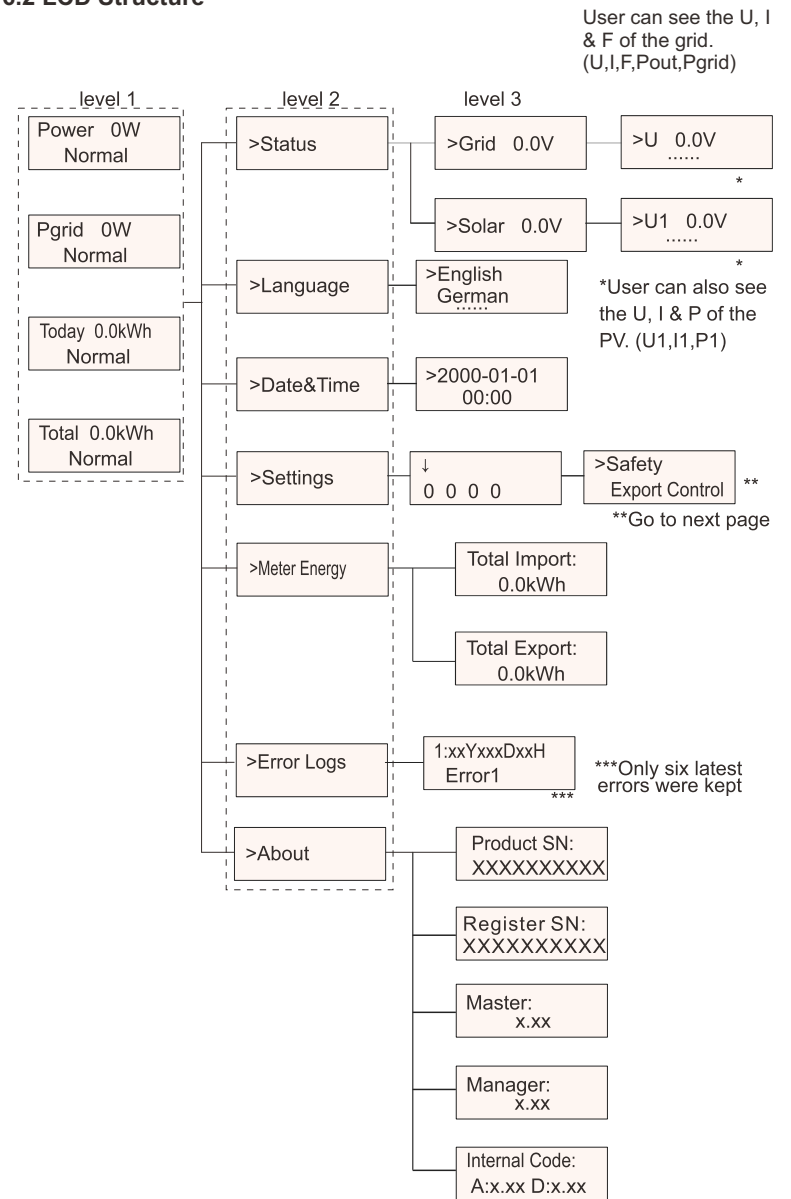 6.2 LCD Structure
User can see the U, I
& F of the grid.
(U,I,F,Pout,Pgrid)
level 1
level 2
level 3
Power 0W
Normal
>Status
>Grid 0.0V
>U 0.0V
......
*
Pgrid 0W
Normal
>Solar 0.0V
>U1 0.0V
......
*
>Language
>English
German
......
*User can also see
the U, I & P of the
PV. (U1,I1,P1)
Today 0.0kWh
Normal
>Date&Time
>2000-01-01
00:00
Total 0.0kWh
Normal
>Settings
↓
0 0 0 0
>Safety
Export Control
**
**Go to next page
>Meter Energy
Total Import:
0.0kWh
Total Export:
0.0kWh
>Error Logs
1:xxYxxxDxxH
Error1
***
***Only six latest
errors were kept
>About
Product SN:
XXXXXXXXXX
Register SN:
XXXXXXXXXX
Master:
x.xx
Manager:
x.xx
Internal Code:
A:x.xx D:x.xx